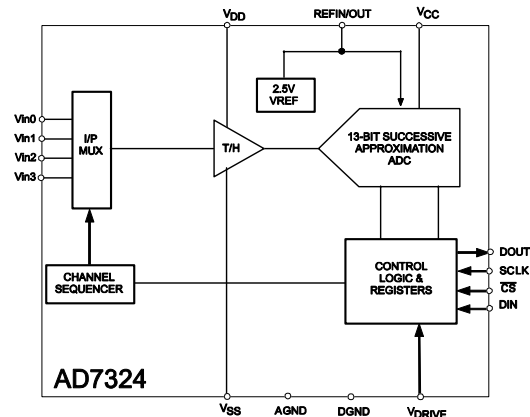 VDD
REFIN/OUT
VCC
2.5V
VREF
Vin0
Vin1
Vin2
Vin3
I/P
MUX
T/H
13-BIT SUCCESSIVE
APPROXIMATION
ADC
CHANNEL
SEQUENCER
CONTROL
LOGIC &
REGISTERS
DOUT
SCLK
CS
DIN
AD7324
VSS
AGND
DGND
VDRIVE